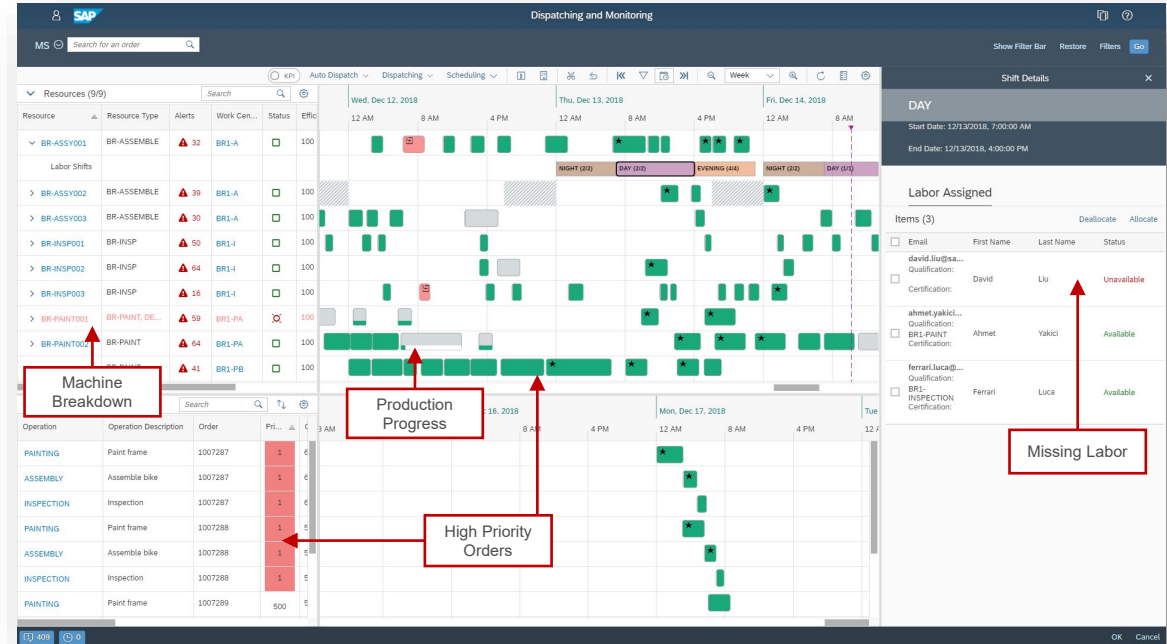 SAP
Dispatching and Monitoring
MS
Search for an order
Show Filter Bar Restore Filters Go
KPI Auto Dispatch Dispatching Scheduling Week
Resources (9/9) Search
Resource Resource Type Alerts Work Cen... Status Effic
Wed, Dec 12, 2018 Thu, Dec 13, 2018 Fri, Dec 14, 2018
12 AM 8 AM 4 PM 12 AM 8 AM 4 PM 12 AM 8 AM
BR-ASSY001 BR-ASSEMBLE 32 BR1-A 100
Labor Shifts
NIGHT (2/2) DAY (2/2) EVENING (4/4) NIGHT (2/2) DAY (1/1)
BR-ASSY002 BR-ASSEMBLE 39 BR1-A 100
BR-ASSY003 BR-ASSEMBLE 30 BR1-A 100
BR-INSP001 BR-INSP 50 BR1-I 100
BR-INSP002 BR-INSP 64 BR1-I 100
BR-INSP003 BR-INSP 16 BR1-I 100
BR-PAINT001 BR-PAINT, DE... 59 BR1-PA 100
BR-PAINT002 BR-PAINT 64 BR1-PA 100
41 BR1-PB 100
Machine
Breakdown
Production
Progress
High Priority
Orders
Missing Labor
Search
Operation Operation Description Order Pri...
16, 2018 Mon, Dec 17, 2018 Tue
8 AM 4 PM 12 AM 8 AM 4 PM
PAINTING Paint frame 1007287 1
ASSEMBLY Assemble bike 1007287 1
INSPECTION Inspection 1007287 1
PAINTING Paint frame 1007288 1
ASSEMBLY Assemble bike 1007288 1
INSPECTION Inspection 1007288 1
PAINTING Paint frame 1007289 500
Shift Details
DAY
Start Date: 12/13/2018, 7:00:00 AM
End Date: 12/13/2018, 4:00:00 PM
Labor Assigned
Items (3) Deallocate Allocate
Email First Name Last Name Status
david.liu@sa...
Qualification:
Certification:
David Liu Unavailable
ahmet.yakici...
Qualification:
BR1-PAINT
Certification:
Ahmet Yakici Available
ferrari.luca@...
Qualification:
BR1-
INSPECTION
Certification:
Ferrari Luca Available
409 0
OK Cancel